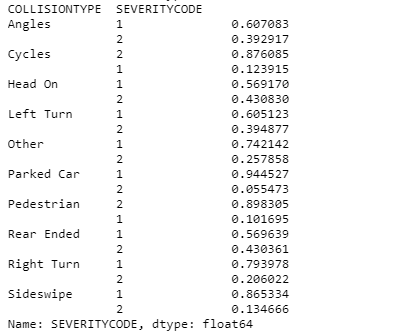 COLLISIONTYPE  SEVERITYCODE
Angles         1               0.607083
               2               0.392917
Cycles         2               0.876085
               1               0.123915
Head On        1               0.569170
               2               0.430830
Left Turn      1               0.605123
               2               0.394877
Other          1               0.742142
               2               0.257858
Parked Car     1               0.944527
               2               0.055473
Pedestrian     2               0.898305
               1               0.101695
Rear Ended     1               0.569639
               2               0.430361
Right Turn     1               0.793978
               2               0.206022
Sideswipe      1               0.865334
               2               0.134666
Name: SEVERITYCODE, dtype: float64